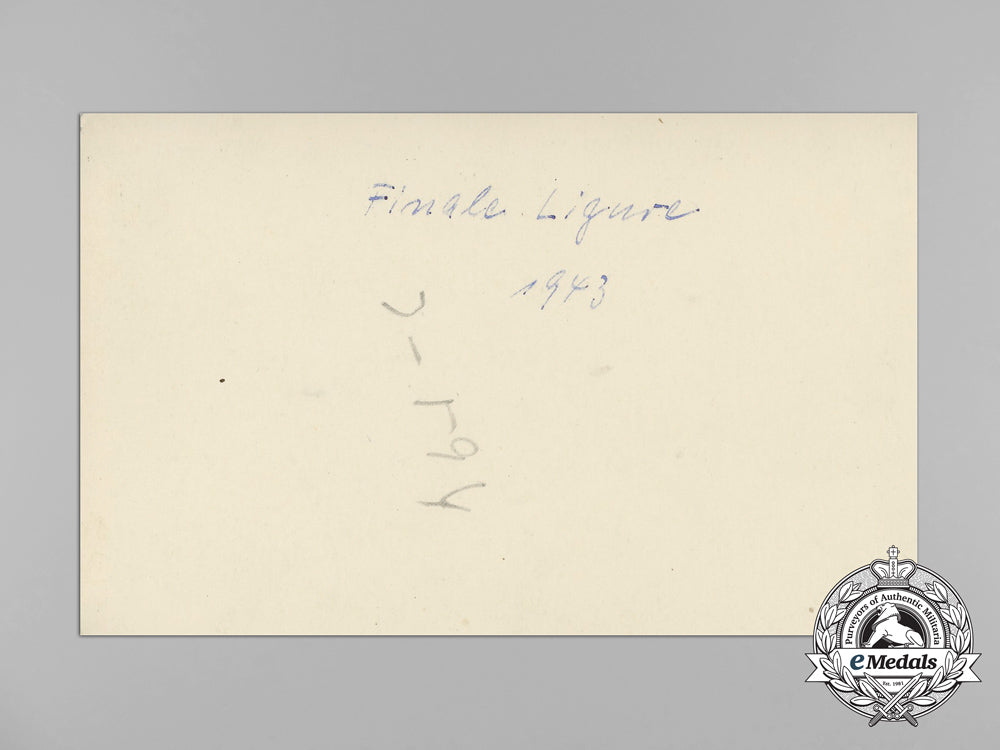 Finale Ligure
1943
Purveyors of Authentic Militaria
eMedals
Est. 1981